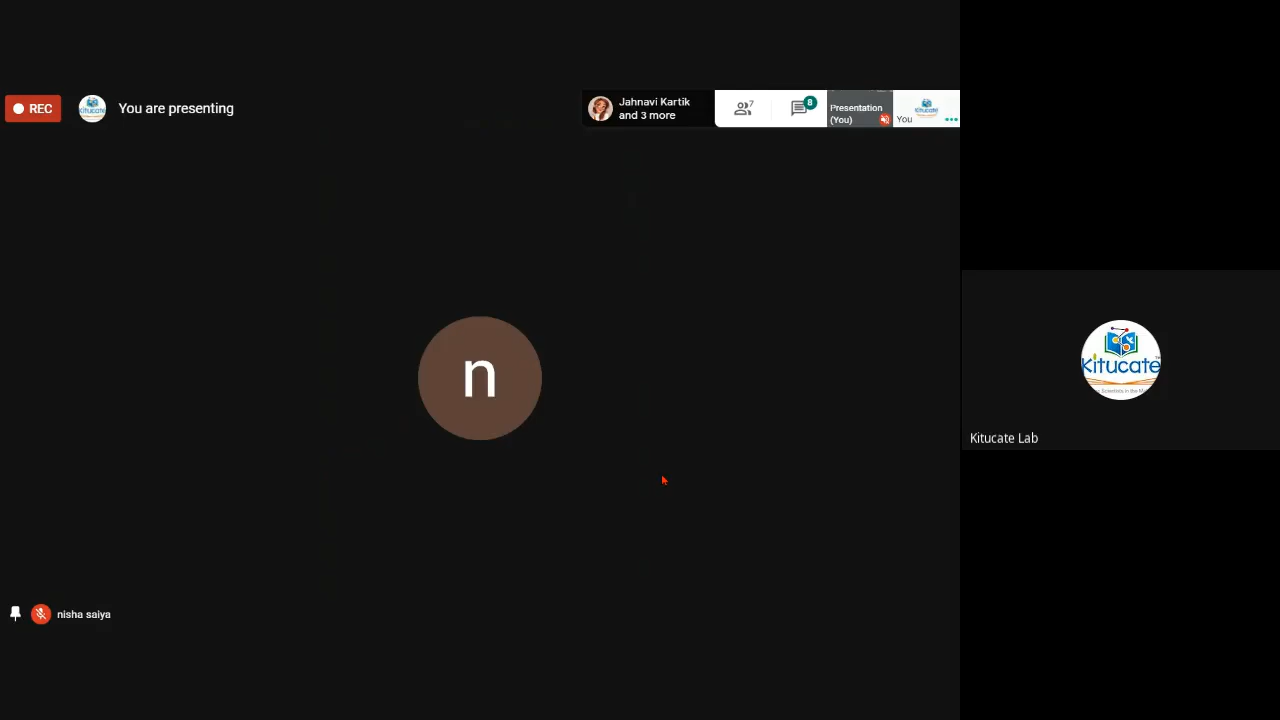 REC
You are presenting
Jahnavi Kartik
and 3 more
7
8
Presentation
(You)
You
n
nisha saiya
Kitucate
Kitucate Lab